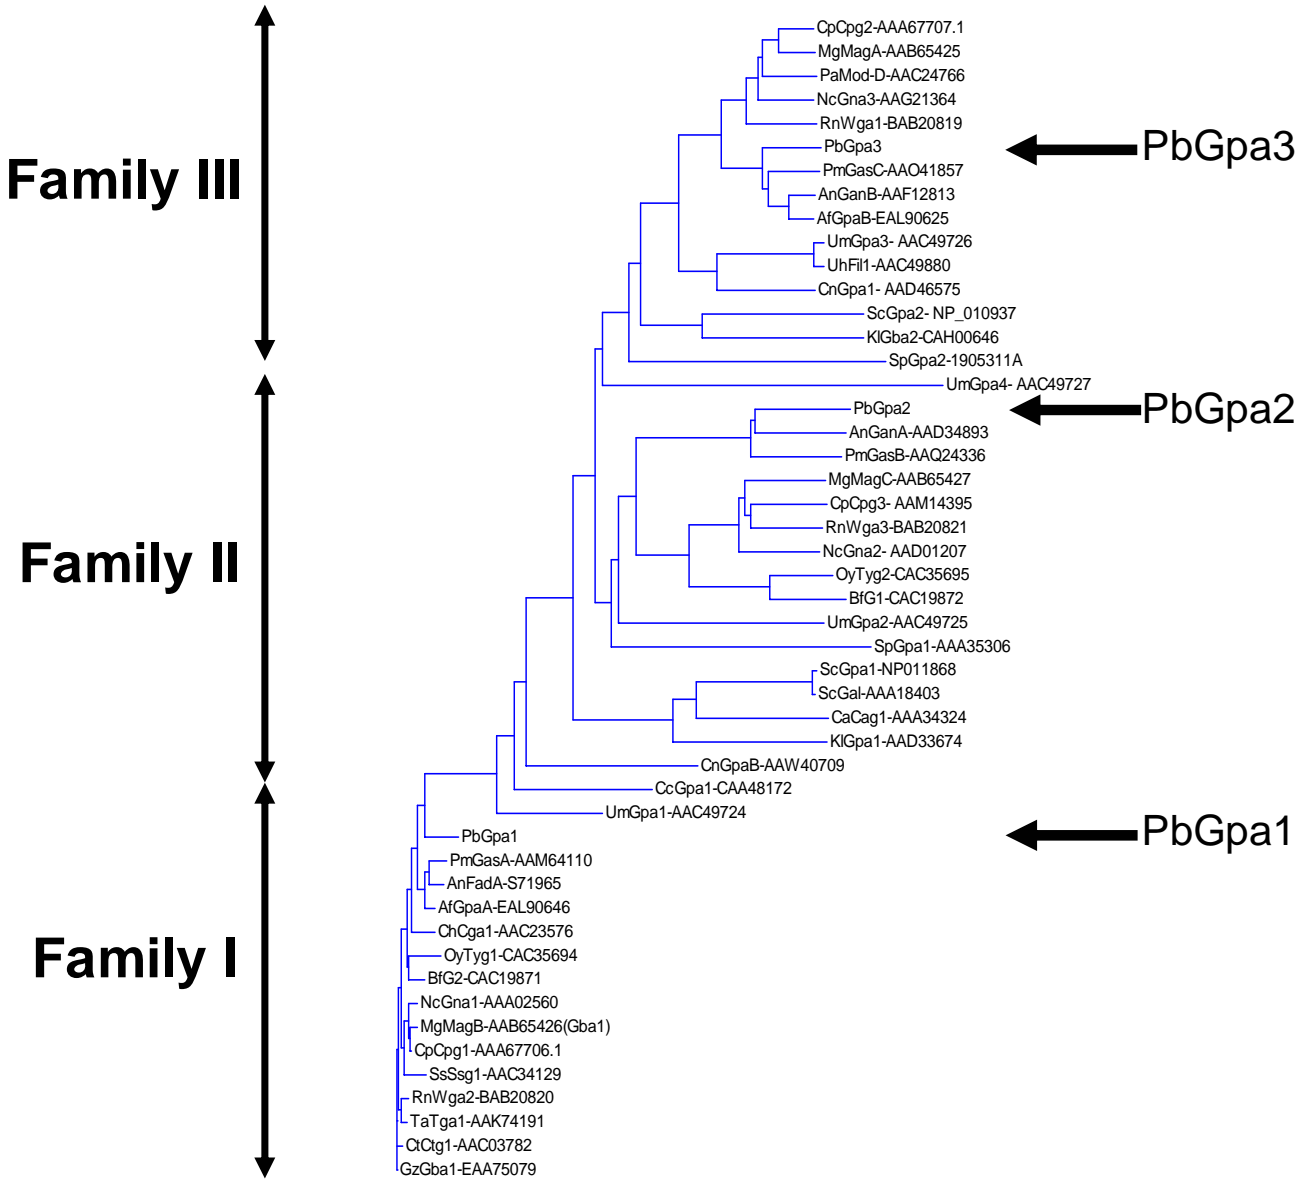 CpCpg2-AAA67707.1
MgMagA-AAB65425
PaMod-D-AAC24766
NcGna3-AAG21364
RnWga1-BAB20819
PbGpa3
PbGpa3
Family III
PmGasC-AAO41857
AnGanB-AAF12813
AfGpaB-EAL90625
UmGpa3- AAC49726
UhFil1-AAC49880
CnGpa1- AAD46575
ScGpa2- NP_010937
KlGba2-CAH00646
SpGpa2-1905311A
UmGpa4- AAC49727
PbGpa2
PbGpa2
AnGanA-AAD34893
PmGasB-AAQ24336
MgMagC-AAB65427
CpCpg3- AAM14395
RnWga3-BAB20821
NcGna2- AAD01207
Family II
OyTyg2-CAC35695
BfG1-CAC19872
UmGpa2-AAC49725
SpGpa1-AAA35306
ScGpa1-NP011868
ScGal-AAA18403
CaCag1-AAA34324
KlGpa1-AAD33674
CnGpaB-AAW40709
CcGpa1-CAA48172
UmGpa1-AAC49724
PbGpa1
PbGpa1
PmGasA-AAM64110
AnFadA-S71965
AfGpaA-EAL90646
ChCga1-AAC23576
OyTyg1-CAC35694
Family I
BfG2-CAC19871
NcGna1-AAA02560
MgMagB-AAB65426(Gba1)
CpCpg1-AAA67706.1
SsSsg1-AAC34129
RnWga2-BAB20820
TaTga1-AAK74191
CtCtg1-AAC03782
GzGba1-EAA75079